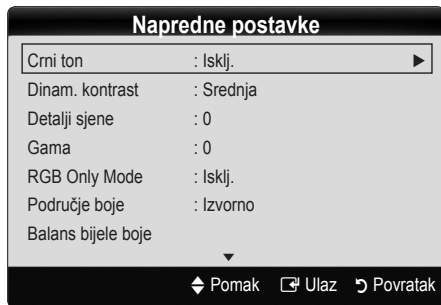 Napredne postavke
Crni ton : Isklj. ▶
Dinam. kontrast : Srednja
Detalji sjene : 0
Gama : 0
RGB Only Mode : Isklj.
Područje boje : Izvorno
Balans bijele boje
▼
Pomak Ulaz Povratak